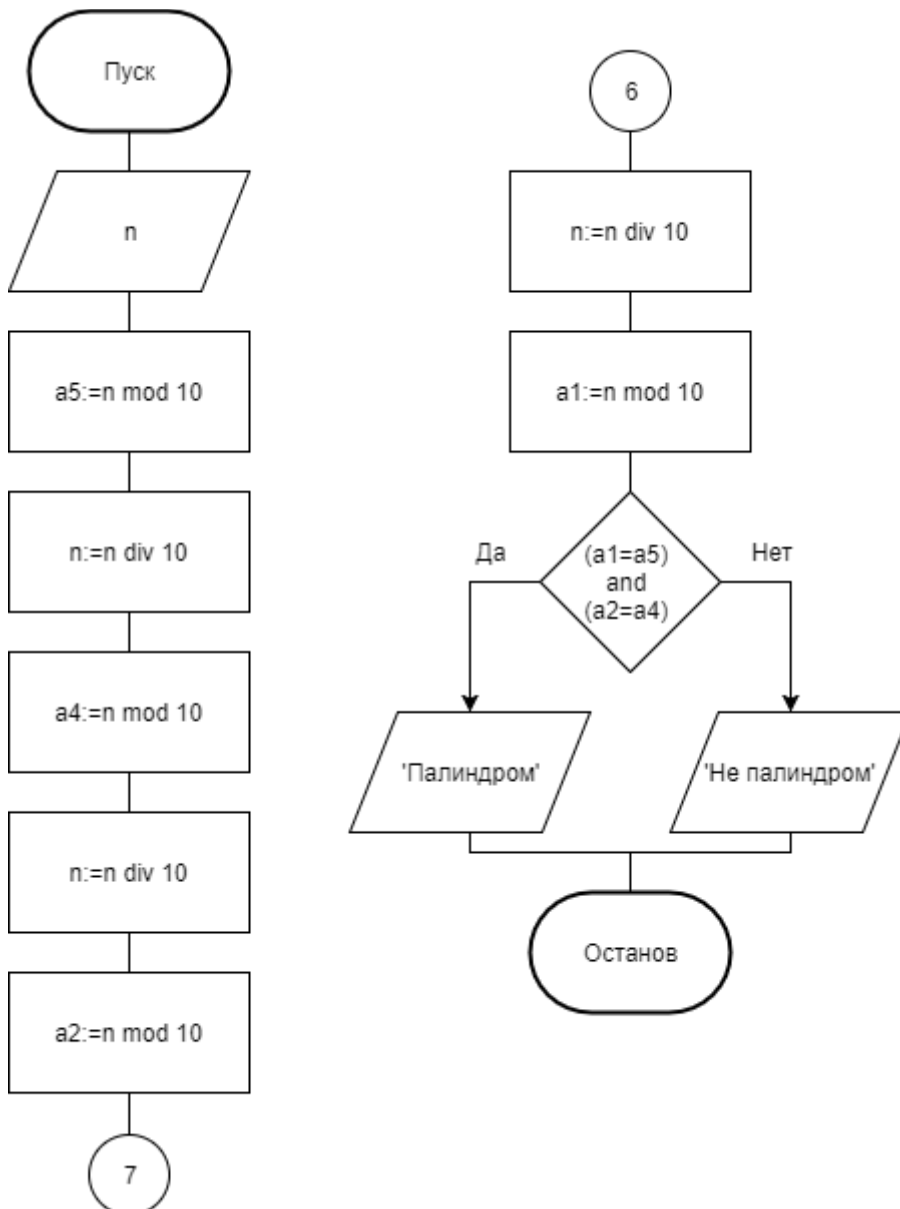 Пуск
n
a5:=n mod 10
n:=n div 10
a4:=n mod 10
n:=n div 10
a2:=n mod 10
7
6
n:=n div 10
a1:=n mod 10
Да
(a1=a5)
and
(a2=a4)
Нет
'Палиндром'
'Не палиндром'
Останов